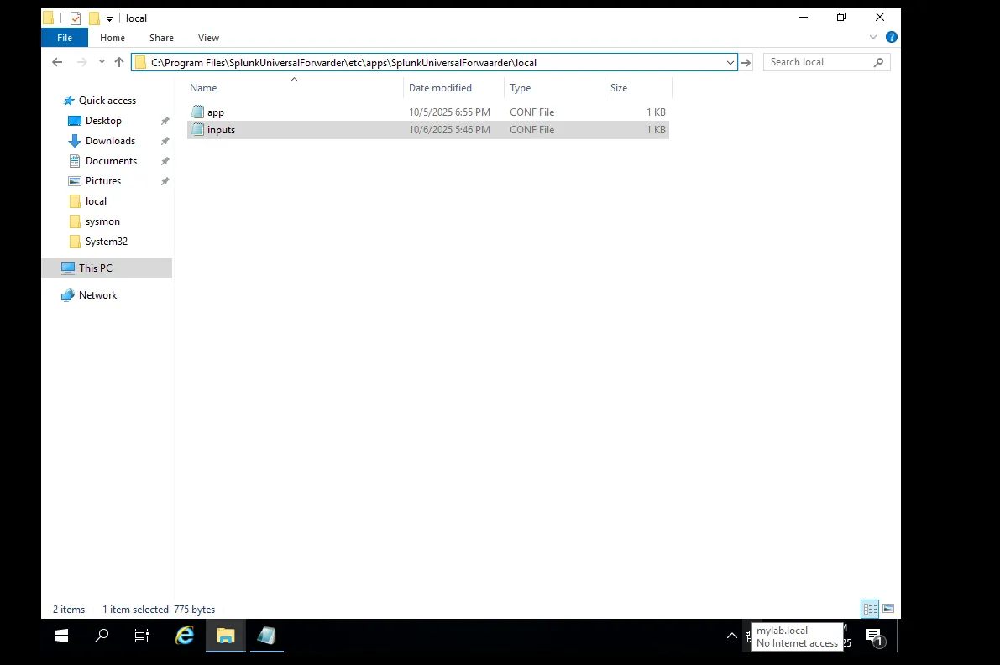 local
File Home Share View
C:\Program Files\SplunkUniversalForwarder\etc\apps\SplunkUniversalForwaarder\local
Search local
Name Date modified Type Size
app 10/5/2025 6:55 PM CONF File 1 KB
inputs 10/6/2025 5:46 PM CONF File 1 KB
Quick access
Desktop
Downloads
Documents
Pictures
local
sysmon
System32
This PC
Network
2 items 1 item selected 775 bytes
mylab.local
No Internet access
25
1